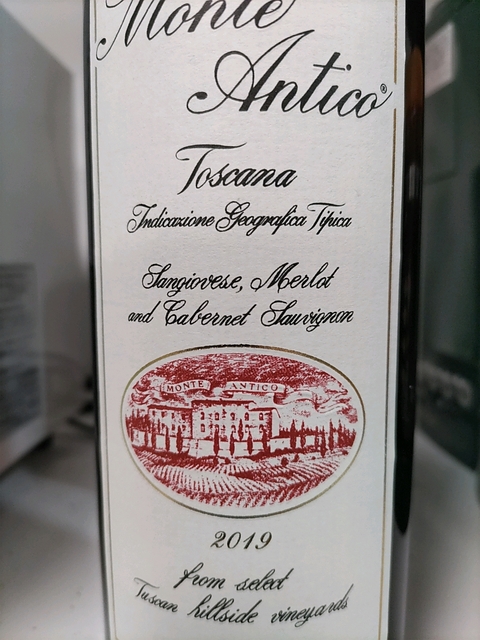 Monte
Antico®
Toscana
Indicazione Geografica Tipica
Sangiovese, Merlot
and Cabernet Sauvignon
MONTE ANTICO
2019
from select
Tuscan hillside vineyards